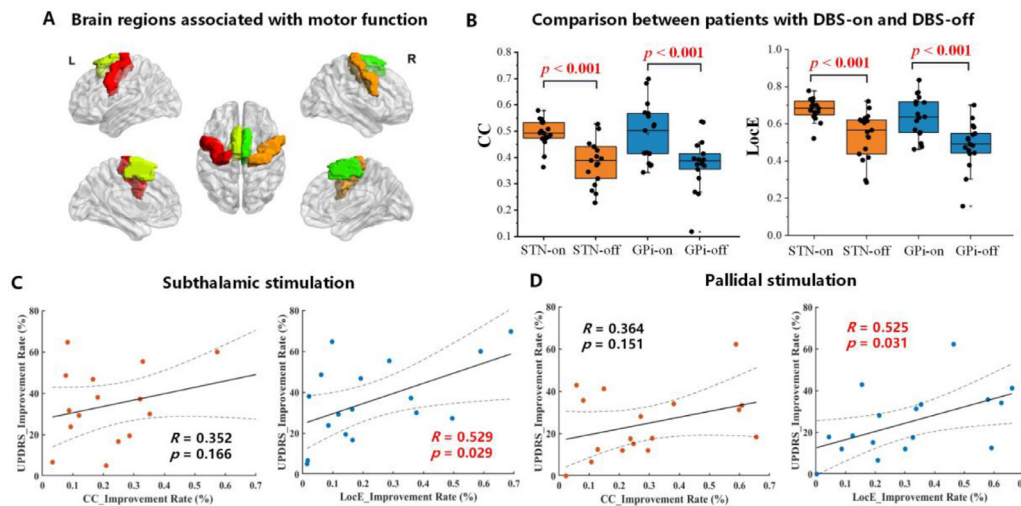 A Brain regions associated with motor function
L
R
B Comparison between patients with DBS-on and DBS-off
CC
0.8
0.7
0.6
0.5
0.4
0.3
0.2
0.1
p < 0.001
p < 0.001
STN-on STN-off GPi-on GPi-off
LocE
1.0
0.8
0.6
0.4
0.2
0.0
p < 0.001
p < 0.001
STN-on STN-off GPi-on GPi-off
C Subthalamic stimulation
UPDRS_Improvement Rate (%)
80
60
40
20
0
R = 0.352
p = 0.166
0 0.1 0.2 0.3 0.4 0.5 0.6 0.7
CC_Improvement Rate (%)
UPDRS_Improvement Rate (%)
80
60
40
20
0
R = 0.529
p = 0.029
0 0.1 0.2 0.3 0.4 0.5 0.6 0.7
LocE_Improvement Rate (%)
D Pallidal stimulation
UPDRS_Improvement Rate (%)
80
60
40
20
0
R = 0.364
p = 0.151
0 0.1 0.2 0.3 0.4 0.5 0.6 0.7
CC_Improvement Rate (%)
UPDRS_Improvement Rate (%)
80
60
40
20
0
R = 0.525
p = 0.031
0 0.1 0.2 0.3 0.4 0.5 0.6
LocE_Improvement Rate (%)